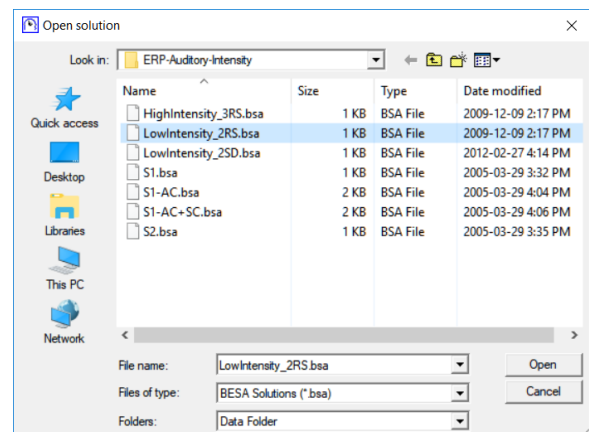 Open solution
Look in: ERP-Auditory-Intensity
Name Size Type Date modified
HighIntensity_3RS.bsa 1 KB BSA File 2009-12-09 2:17 PM
LowIntensity_2RS.bsa 1 KB BSA File 2009-12-09 2:17 PM
LowIntensity_2SD.bsa 1 KB BSA File 2012-02-27 4:14 PM
S1.bsa 1 KB BSA File 2005-03-29 3:32 PM
S1-AC.bsa 2 KB BSA File 2005-03-29 4:04 PM
S1-AC+SC.bsa 2 KB BSA File 2005-03-29 4:06 PM
S2.bsa 1 KB BSA File 2005-03-29 3:35 PM
Quick access
Desktop
Libraries
This PC
Network
File name: LowIntensity_2RS.bsa Open
Files of type: BESA Solutions (*.bsa) Cancel
Folders: Data Folder